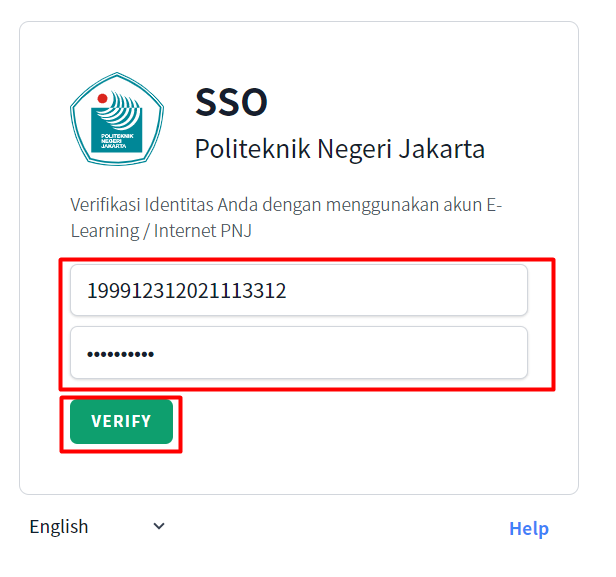 SSO
Politeknik Negeri Jakarta
POLITEKNIK
NEGERI
JAKARTA
Verifikasi Identitas Anda dengan menggunakan akun E-
Learning / Internet PNJ
199912312021113312
••••••••••
VERIFY
English
Help